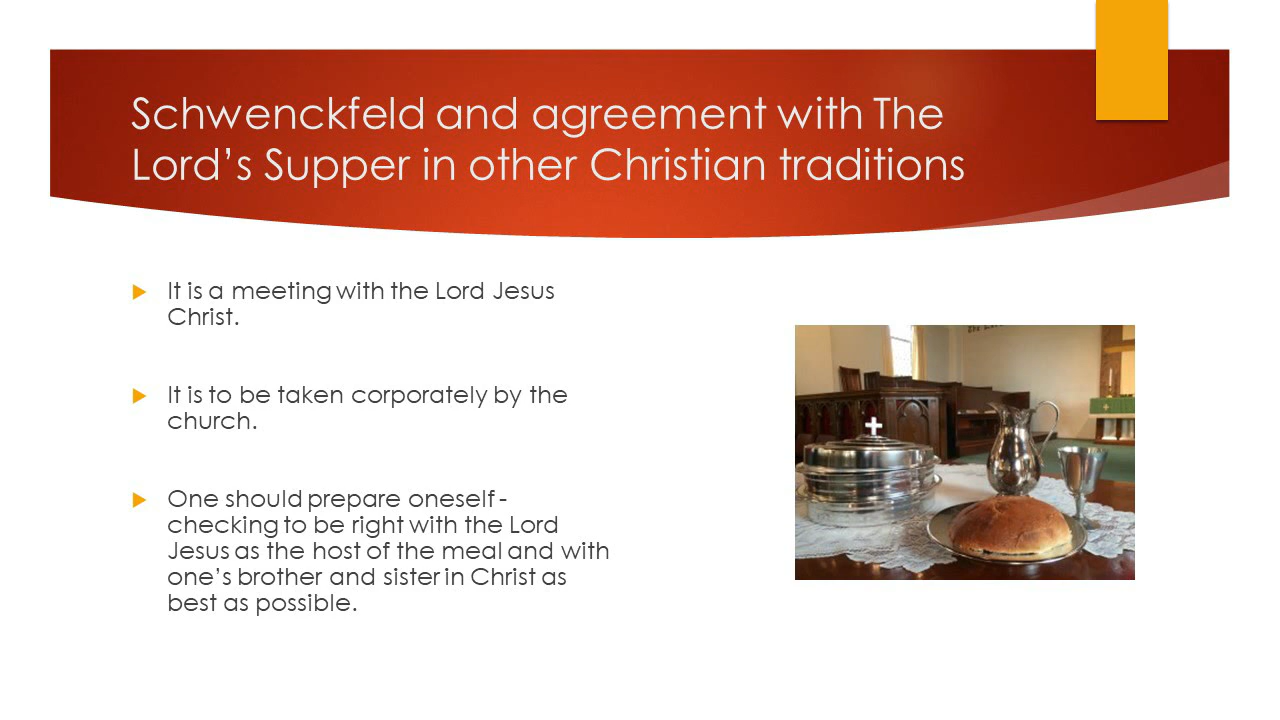 Schwenckfeld and agreement with The
Lord’s Supper in other Christian traditions
It is a meeting with the Lord Jesus
Christ.
It is to be taken corporately by the
church.
One should prepare oneself -
checking to be right with the Lord
Jesus as the host of the meal and with
one’s brother and sister in Christ as
best as possible.